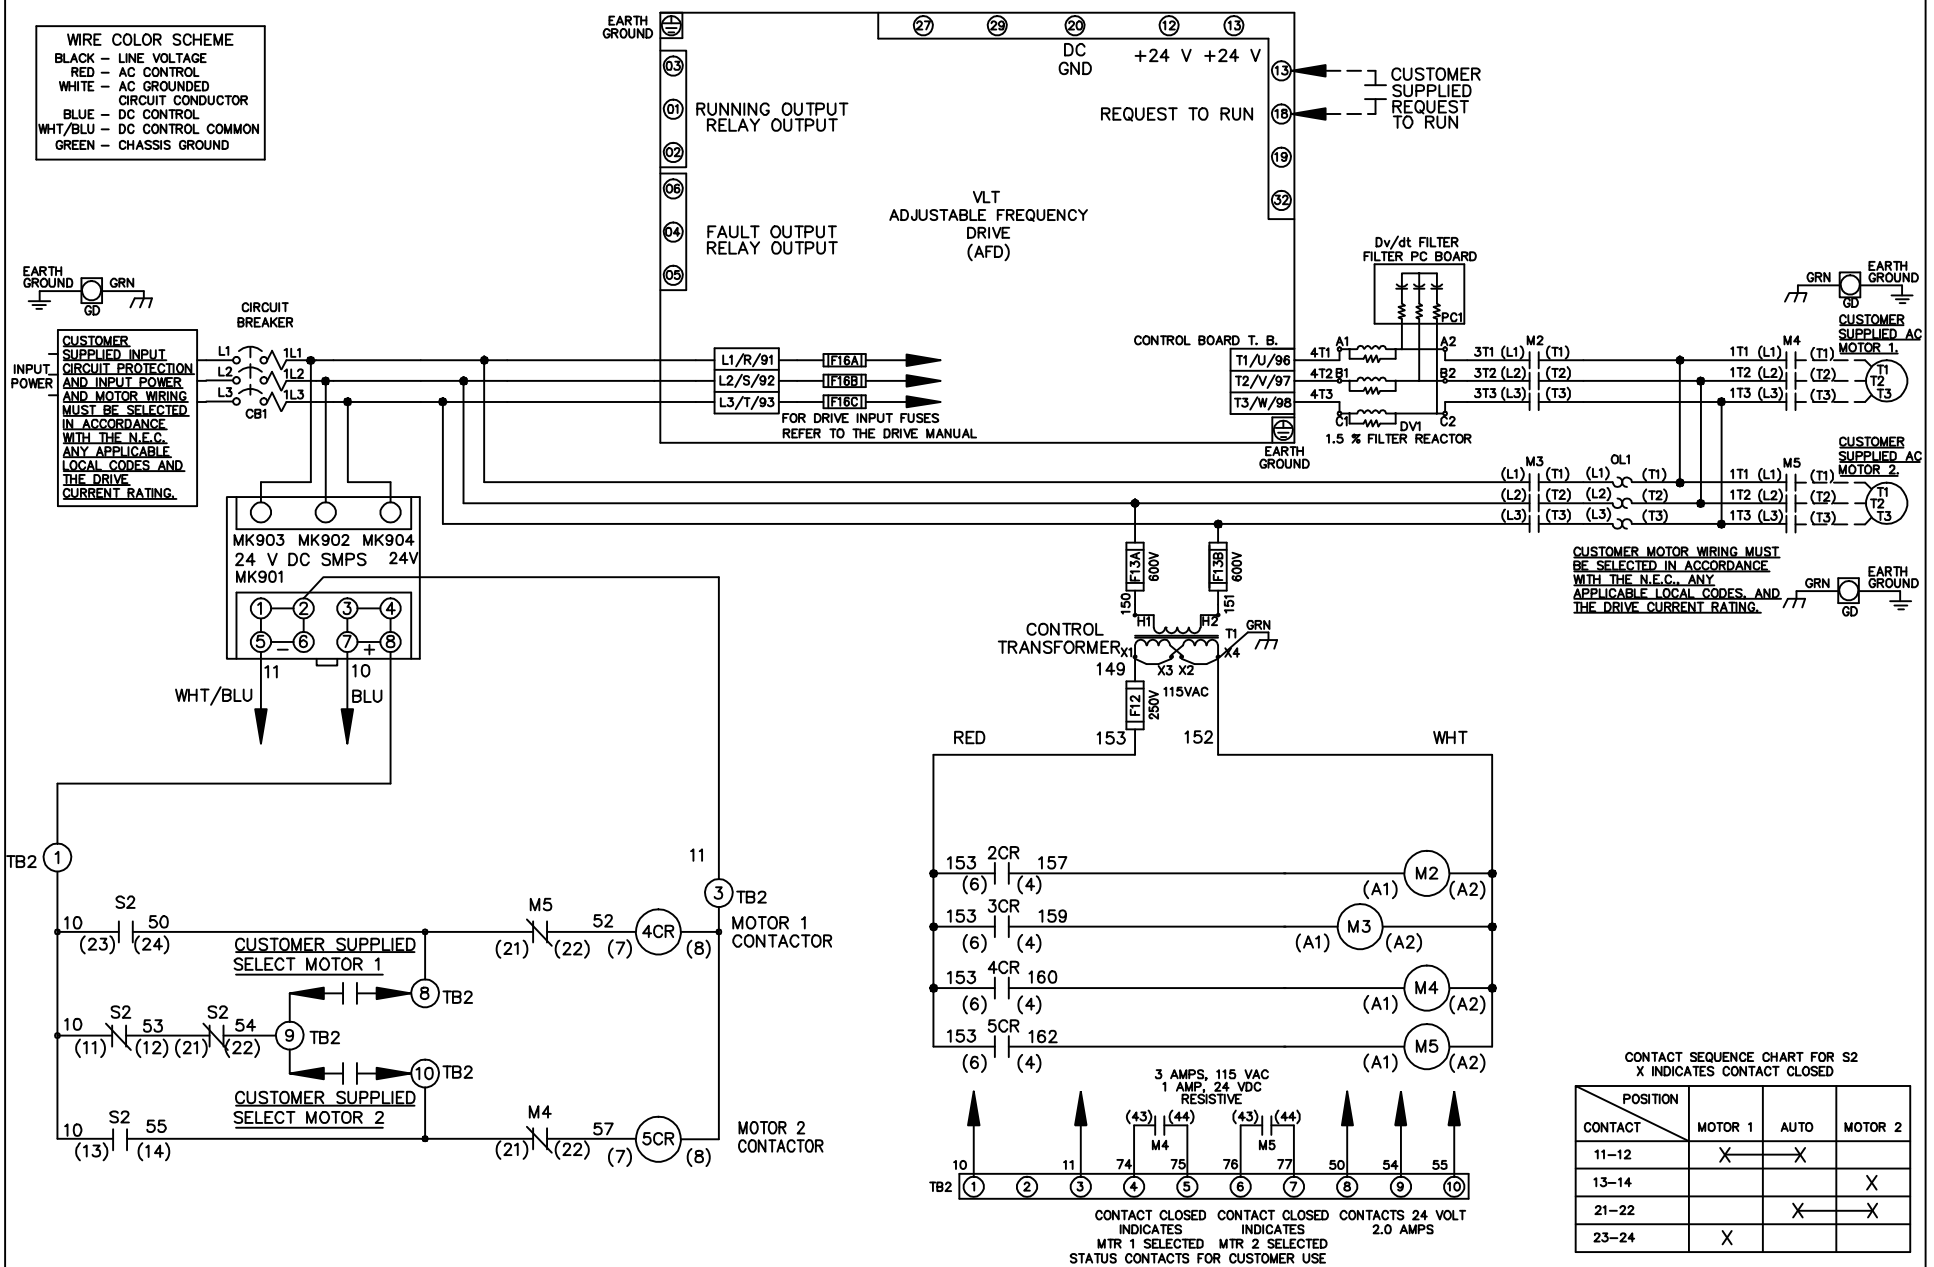 WIRE COLOR SCHEME
BLACK – LINE VOLTAGE
RED – AC CONTROL
WHITE – AC GROUNDED
CIRCUIT CONDUCTOR
BLUE – DC CONTROL
WHT/BLU – DC CONTROL COMMON
GREEN – CHASSIS GROUND
EARTH
GROUND
27 29 20 12 13
DC
GND
+24 V +24 V
03
01
02
RUNNING OUTPUT
RELAY OUTPUT
06
04
05
FAULT OUTPUT
RELAY OUTPUT
VLT
ADJUSTABLE FREQUENCY
DRIVE
(AFD)
REQUEST TO RUN
13
18
19
32
CUSTOMER
SUPPLIED
REQUEST
TO RUN
EARTH
GROUND
GRN
GD
INPUT
POWER
CUSTOMER
SUPPLIED INPUT
CIRCUIT PROTECTION
AND INPUT POWER
AND MOTOR WIRING
MUST BE SELECTED
IN ACCORDANCE
WITH THE N.E.C.
ANY APPLICABLE
LOCAL CODES AND
THE DRIVE
CURRENT RATING.
CIRCUIT
BREAKER
L1 1L1
L2 1L2
L3 1L3
CB1
L1/R/91 F16A
L2/S/92 F16B
L3/T/93 F16C
FOR DRIVE INPUT FUSES
REFER TO THE DRIVE MANUAL
CONTROL BOARD T. B.
T1/U/96 4T1 A1 A2
T2/V/97 4T2 B1 B2
T3/W/98 4T3 C1 C2
EARTH
GROUND
Dv/dt FILTER
FILTER PC BOARD
PC1
DV1
1.5 % FILTER REACTOR
M2
3T1 (L1) (T1)
3T2 (L2) (T2)
3T3 (L3) (T3)
M4
1T1 (L1) (T1)
1T2 (L2) (T2)
1T3 (L3) (T3)
T1
T2
T3
GRN
GD
EARTH
GROUND
CUSTOMER
SUPPLIED AC
MOTOR 1.
M3 OL1
(L1) (T1) (L1) (T1)
(L2) (T2) (L2) (T2)
(L3) (T3) (L3) (T3)
M5
1T1 (L1) (T1)
1T2 (L2) (T2)
1T3 (L3) (T3)
T1
T2
T3
CUSTOMER
SUPPLIED AC
MOTOR 2.
CUSTOMER MOTOR WIRING MUST
BE SELECTED IN ACCORDANCE
WITH THE N.E.C., ANY
APPLICABLE LOCAL CODES, AND
THE DRIVE CURRENT RATING.
GRN
GD
EARTH
GROUND
MK903 MK902 MK904
24 V DC SMPS 24V
MK901
1 2 3 4
5 – 6 7 + 8
11 10
WHT/BLU BLU
F13A 600V
F13B 600V
150 151
H1 H2
CONTROL
TRANSFORMER
T1 GRN
X1 X3 X2 X4
149
F12 250V
115VAC
153 152
RED WHT
TB2 1
11
3 TB2
10 S2 50
(23) (24)
CUSTOMER SUPPLIED
SELECT MOTOR 1
M5 52
(21) (22) (7) 4CR (8)
MOTOR 1
CONTACTOR
8 TB2
10 S2 53 S2 54
(11) (12) (21) (22)
9 TB2
10 TB2
CUSTOMER SUPPLIED
SELECT MOTOR 2
10 S2 55
(13) (14)
M4 57
(21) (22) (7) 5CR (8)
MOTOR 2
CONTACTOR
153 2CR 157
(6) (4) (A1) M2 (A2)
153 3CR 159
(6) (4) (A1) M3 (A2)
153 4CR 160
(6) (4) (A1) M4 (A2)
153 5CR 162
(6) (4) (A1) M5 (A2)
3 AMPS, 115 VAC
1 AMP, 24 VDC
RESISTIVE
(43) (44) (43) (44)
M4 M5
10 11 74 75 76 77 50 54 55
TB2 1 2 3 4 5 6 7 8 9 10
CONTACT CLOSED
INDICATES
MTR 1 SELECTED
CONTACT CLOSED
INDICATES
MTR 2 SELECTED
STATUS CONTACTS FOR CUSTOMER USE
CONTACTS 24 VOLT
2.0 AMPS
CONTACT SEQUENCE CHART FOR S2
X INDICATES CONTACT CLOSED
POSITION
CONTACT MOTOR 1 AUTO MOTOR 2
11–12 X X
13–14 X
21–22 X X
23–24 X